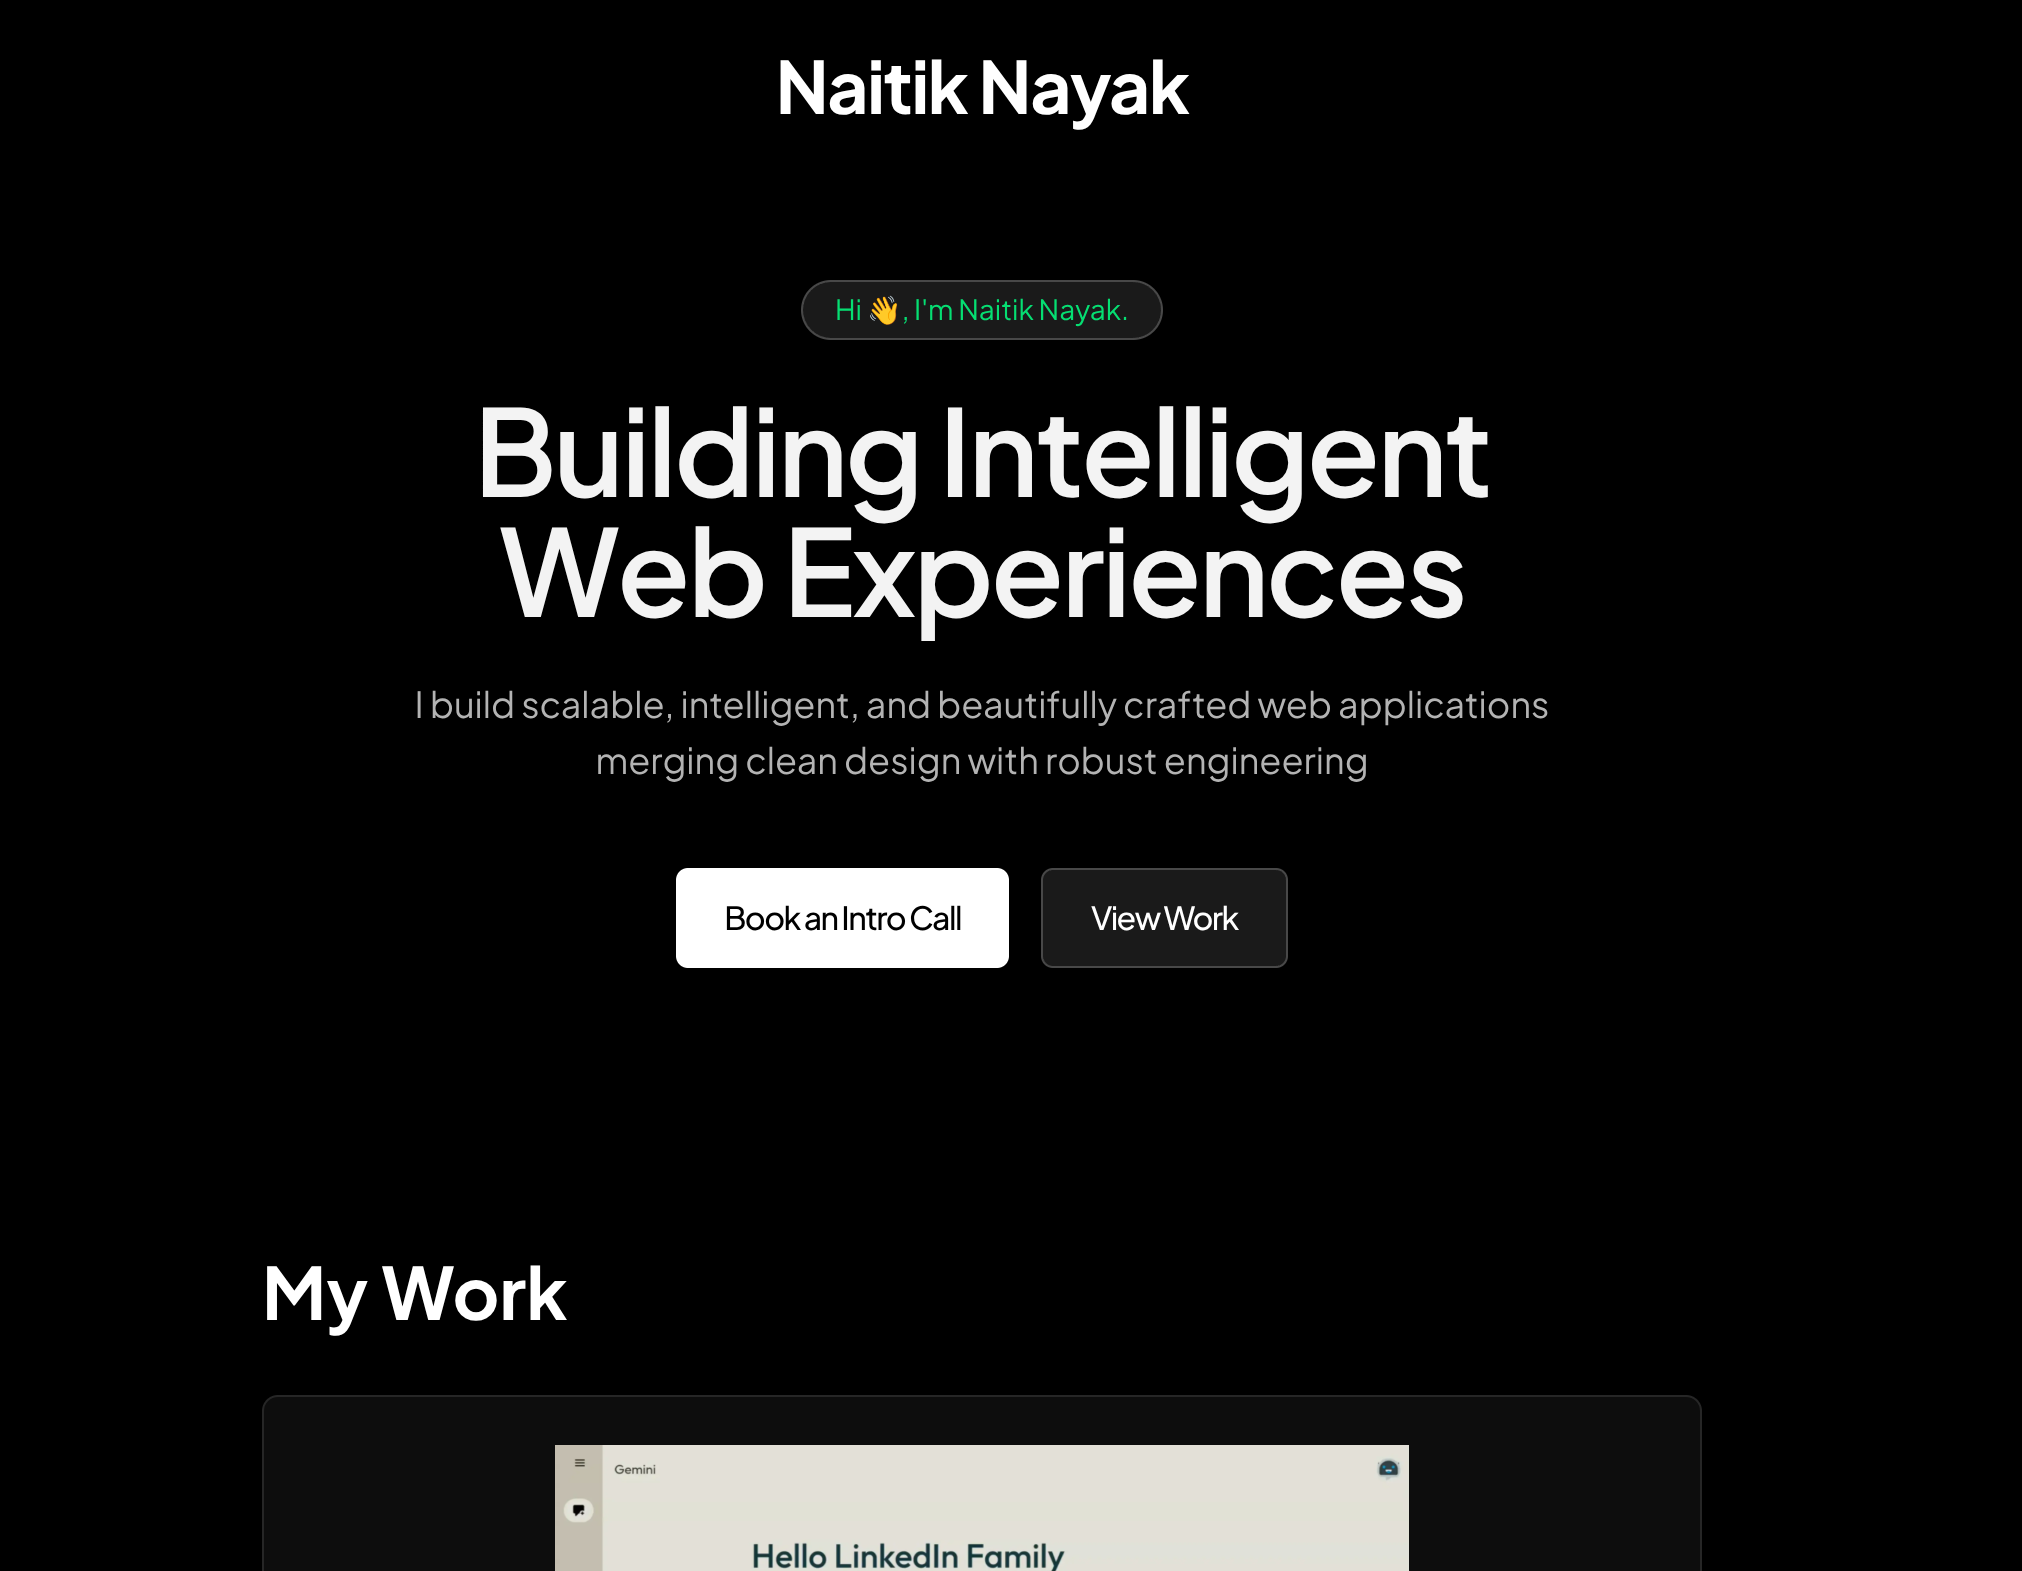 Naitik Nayak
Hi 👋, I'm Naitik Nayak.
Building Intelligent
Web Experiences
I build scalable, intelligent, and beautifully crafted web applications
merging clean design with robust engineering
Book an Intro Call
View Work
My Work
Gemini
Hello LinkedIn Family